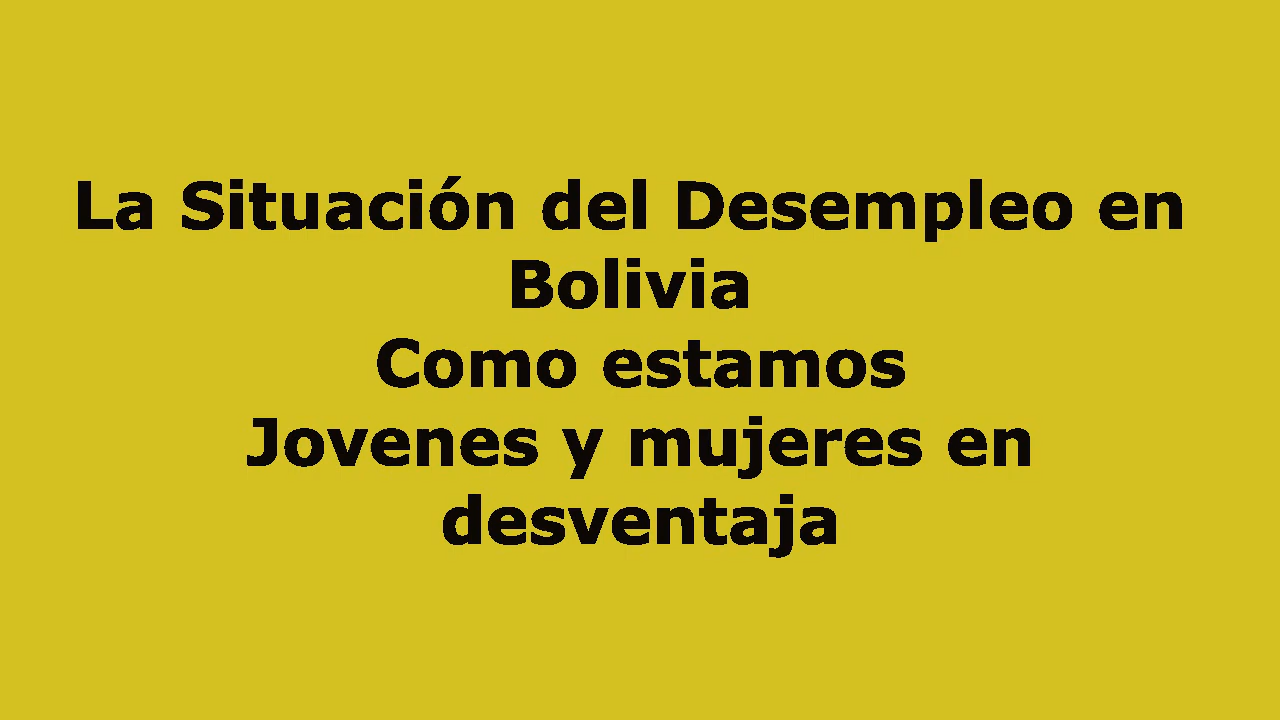 La Situación del Desempleo en
Bolivia
Como estamos
Jovenes y mujeres en
desventaja